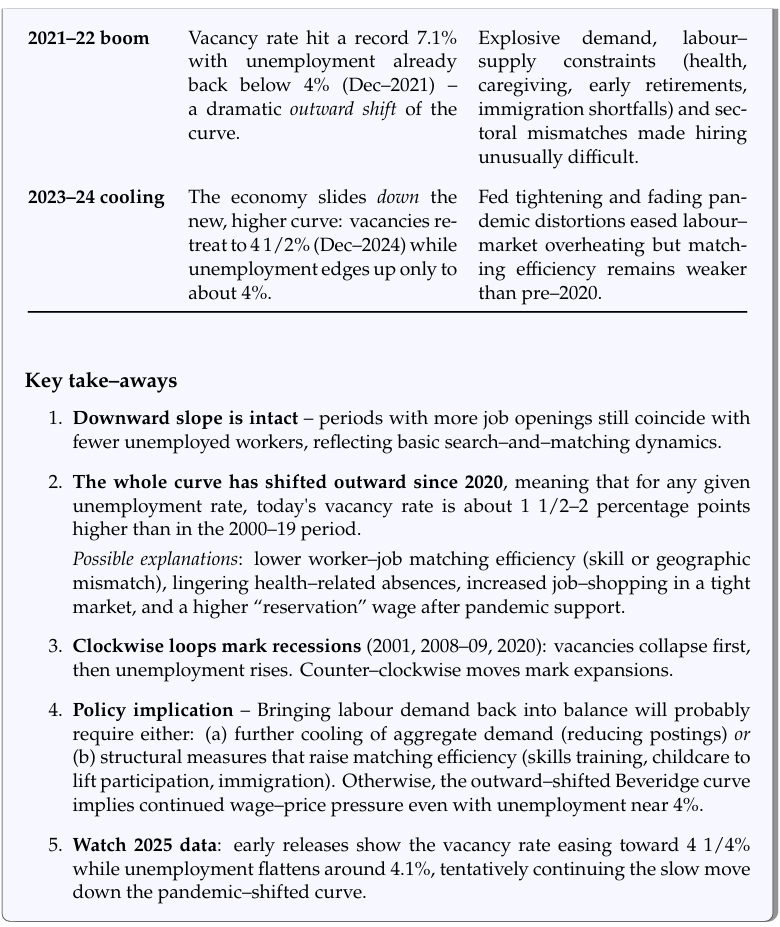 2021–22 boom
Vacancy rate hit a record 7.1%
with unemployment already
back below 4% (Dec–2021) –
a dramatic outward shift of the
curve.
Explosive demand, labour–
supply constraints (health,
caregiving, early retirements,
immigration shortfalls) and sec-
toral mismatches made hiring
unusually difficult.
2023–24 cooling
The economy slides down the
new, higher curve: vacancies re-
treat to 4 1/2% (Dec–2024) while
unemployment edges up only to
about 4%.
Fed tightening and fading pan-
demic distortions eased labour–
market overheating but match-
ing efficiency remains weaker
than pre–2020.
Key take–aways
1. Downward slope is intact – periods with more job openings still coincide with
fewer unemployed workers, reflecting basic search–and–matching dynamics.
2. The whole curve has shifted outward since 2020, meaning that for any given
unemployment rate, today's vacancy rate is about 1 1/2–2 percentage points
higher than in the 2000–19 period.
Possible explanations: lower worker–job matching efficiency (skill or geographic
mismatch), lingering health–related absences, increased job–shopping in a tight
market, and a higher “reservation” wage after pandemic support.
3. Clockwise loops mark recessions (2001, 2008–09, 2020): vacancies collapse first,
then unemployment rises. Counter–clockwise moves mark expansions.
4. Policy implication – Bringing labour demand back into balance will probably
require either: (a) further cooling of aggregate demand (reducing postings) or
(b) structural measures that raise matching efficiency (skills training, childcare to
lift participation, immigration). Otherwise, the outward–shifted Beveridge curve
implies continued wage–price pressure even with unemployment near 4%.
5. Watch 2025 data: early releases show the vacancy rate easing toward 4 1/4%
while unemployment flattens around 4.1%, tentatively continuing the slow move
down the pandemic–shifted curve.